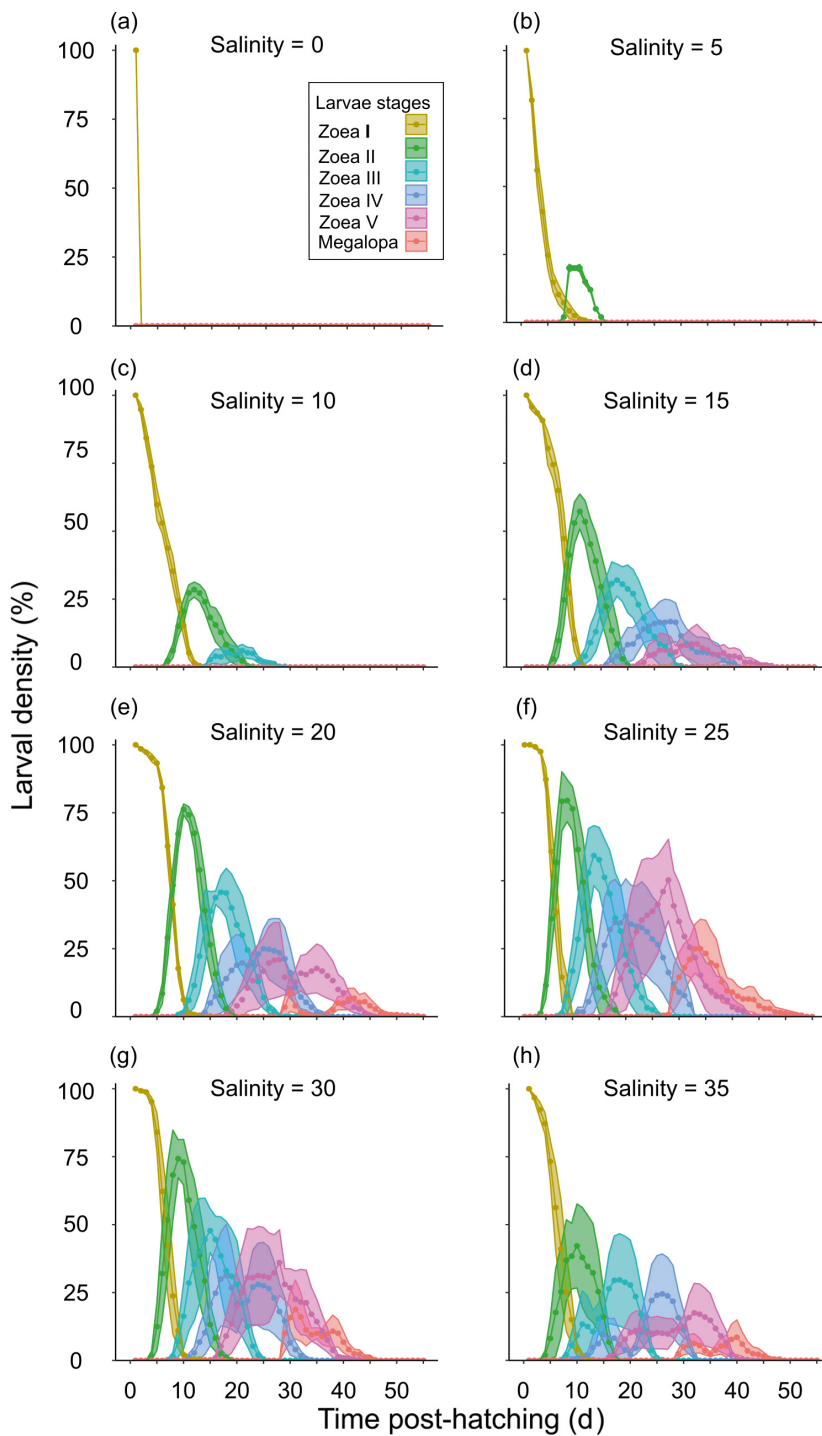 (a)
Salinity = 0
(b)
Salinity = 5
100
75
50
25
0
Larvae stages
Zoea I
Zoea II
Zoea III
Zoea IV
Zoea V
Megalopa
(c)
Salinity = 10
(d)
Salinity = 15
100
75
50
25
0
(e)
Salinity = 20
(f)
Salinity = 25
100
75
50
25
0
(g)
Salinity = 30
(h)
Salinity = 35
100
75
50
25
0
Larval density (%)
0 10 20 30 40 50
0 10 20 30 40 50
Time post-hatching (d)